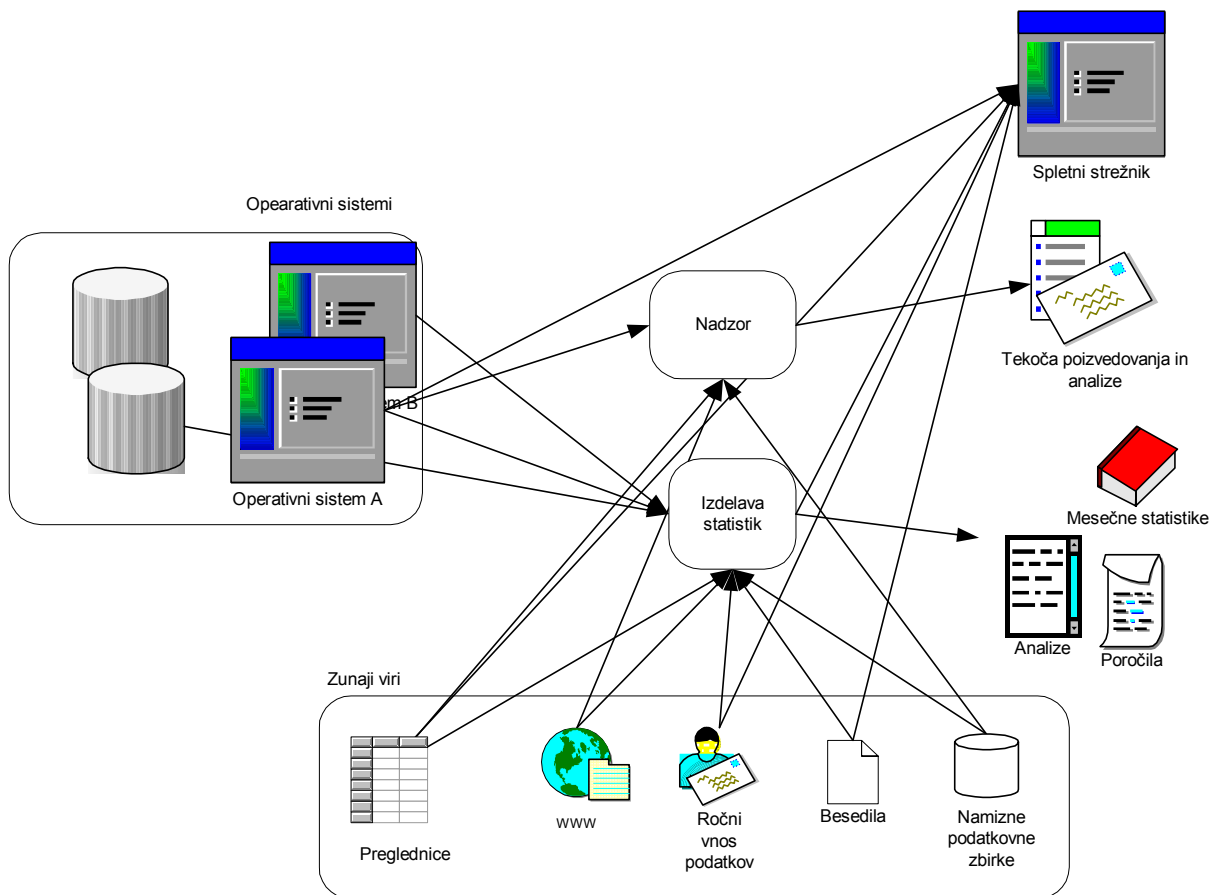 Spletni strežnik
Opearativni sistemi
Nadzor
Tekoča poizvedovanja in
analize
em B
Operativni sistem A
Izdelava
statistik
Mesečne statistike
Analize
Poročila
Zunaji viri
Preglednice
www
Ročni
vnos
podatkov
Besedila
Namizne
podatkovne
zbirke